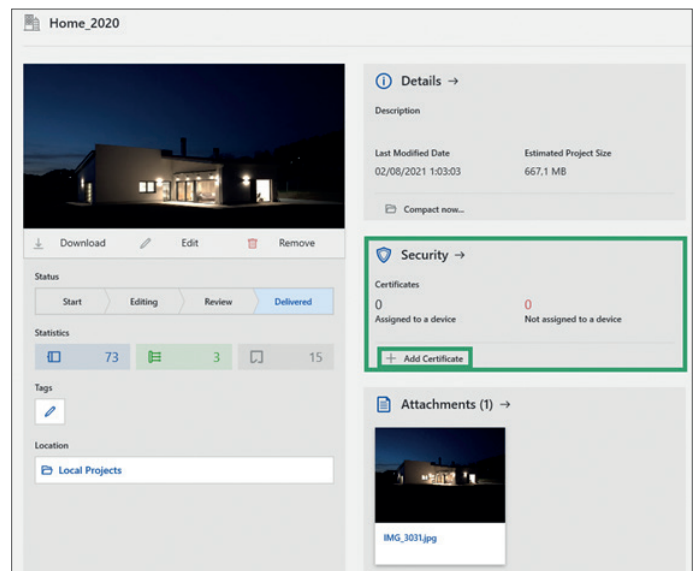 Home_2020
Download
Edit
Remove
Status
Start
Editing
Review
Delivered
Statistics
73
3
15
Tags
Location
Local Projects
Details →
Description
Last Modified Date
Estimated Project Size
02/08/2021 1:03:03
667.1 MB
Compact now...
Security →
Certificates
0
0
Assigned to a device
Not assigned to a device
+ Add Certificate
Attachments (1) →
IMG_3031.jpg